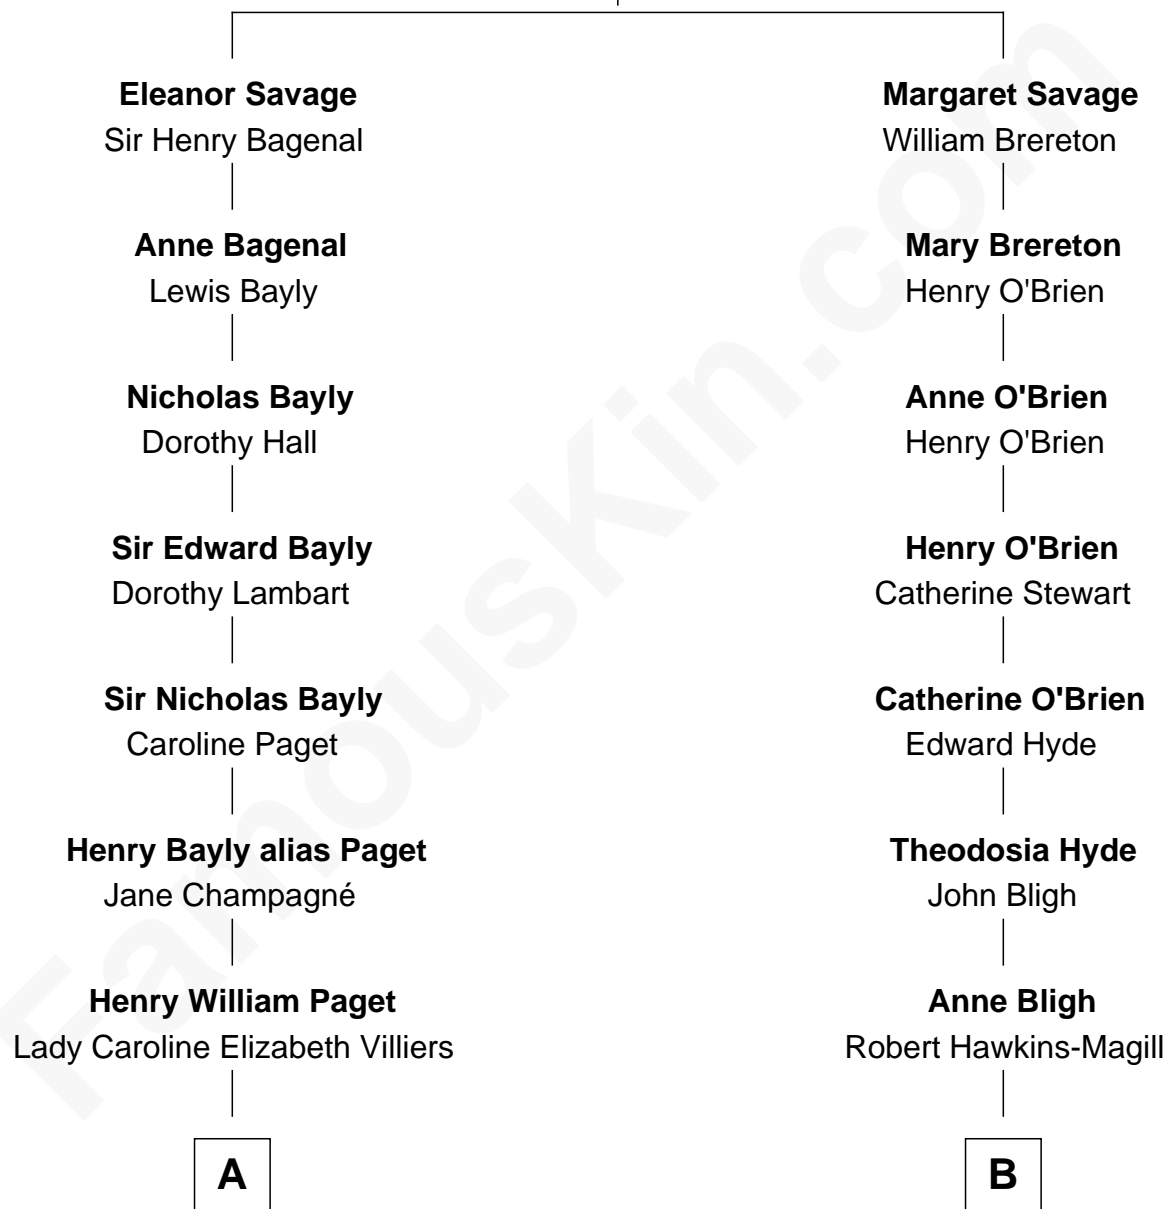 Eleanor Savage
Sir Henry Bagenal
Anne Bagenal
Lewis Bayly
Nicholas Bayly
Dorothy Hall
Sir Edward Bayly
Dorothy Lambart
Sir Nicholas Bayly
Caroline Paget
Henry Bayly alias Paget
Jane Champagné
Henry William Paget
Lady Caroline Elizabeth Villiers
A
Margaret Savage
William Brereton
Mary Brereton
Henry O'Brien
Anne O'Brien
Henry O'Brien
Henry O'Brien
Catherine Stewart
Catherine O'Brien
Edward Hyde
Theodosia Hyde
John Bligh
Anne Bligh
Robert Hawkins-Magill
B
FamousKin.com